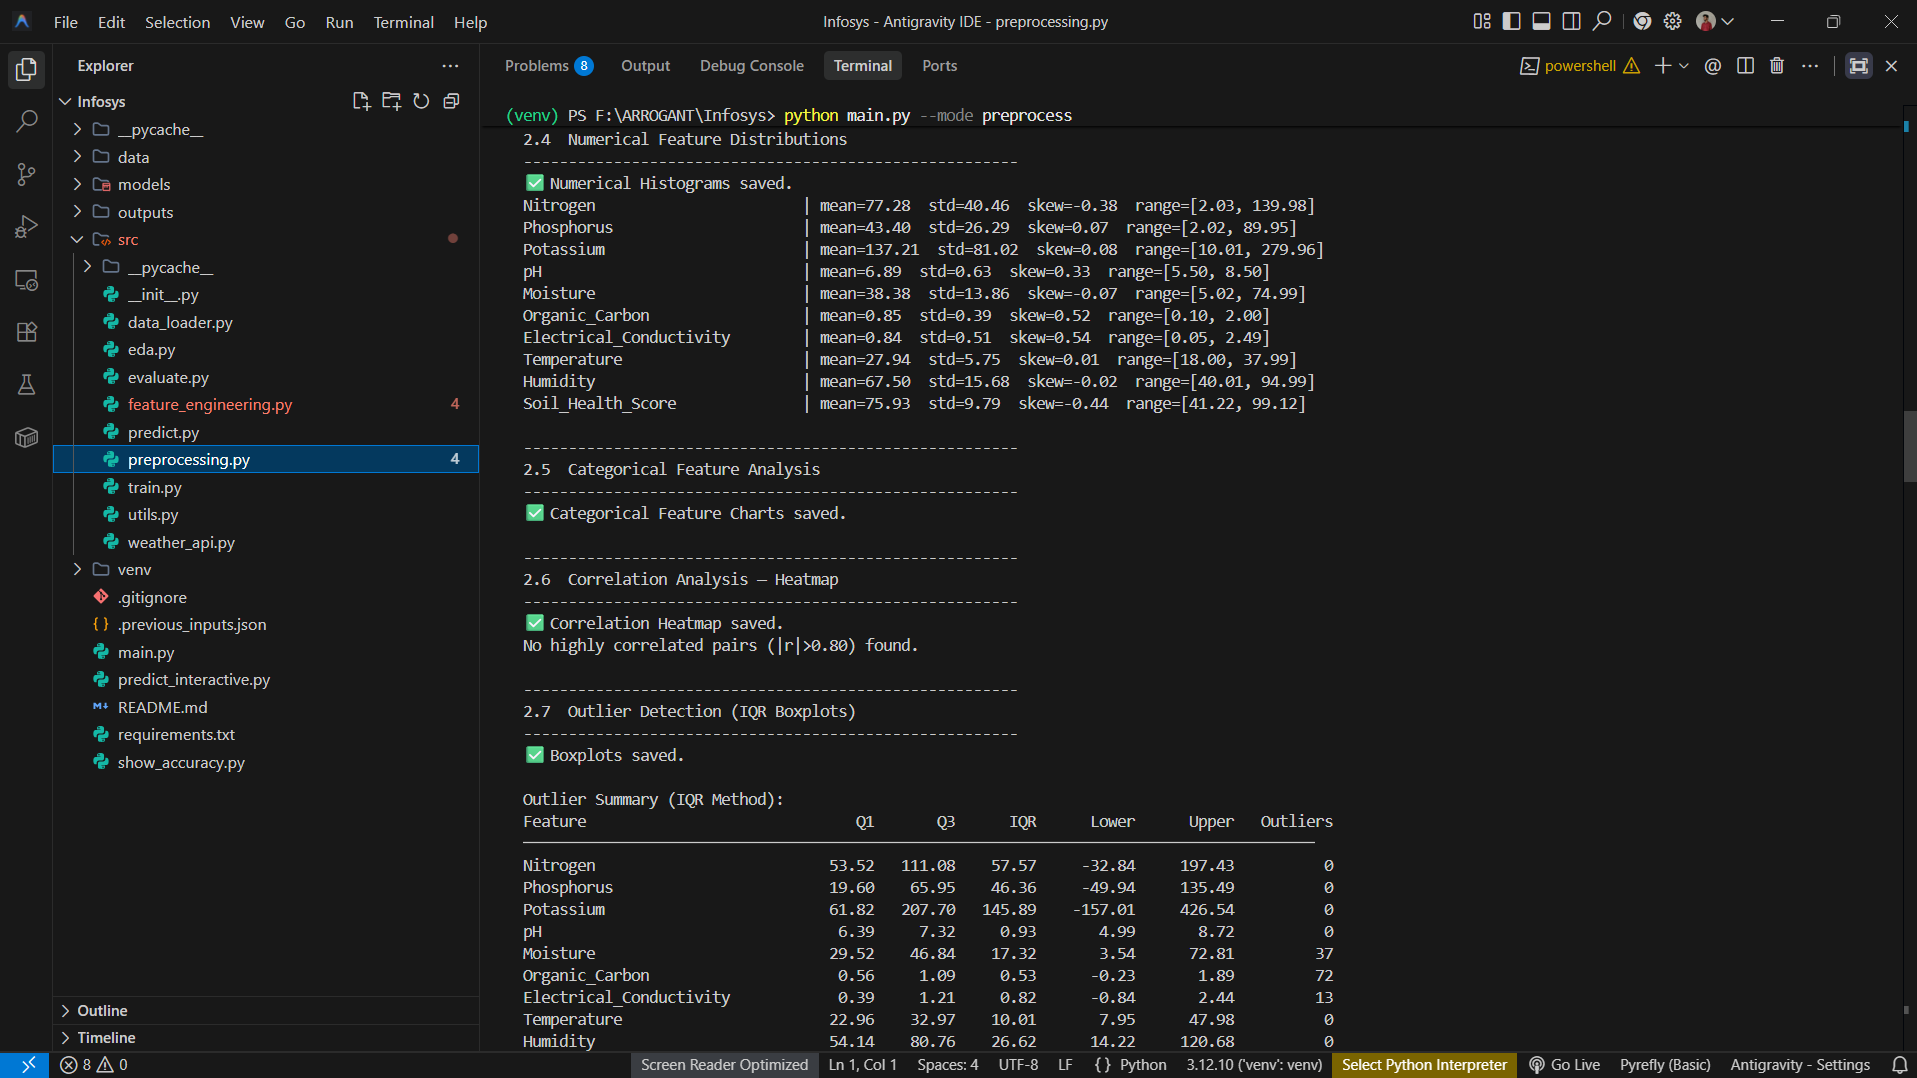 File Edit Selection View Go Run Terminal Help
Infosys - Antigravity IDE - preprocessing.py
Explorer
Infosys
__pycache__
data
models
outputs
src
__pycache__
__init__.py
data_loader.py
eda.py
evaluate.py
feature_engineering.py 4
predict.py
preprocessing.py 4
train.py
utils.py
weather_api.py
venv
.gitignore
.previous_inputs.json
main.py
predict_interactive.py
README.md
requirements.txt
show_accuracy.py
Outline
Timeline
Problems 8 Output Debug Console Terminal Ports
powershell
(venv) PS F:\ARROGANT\Infosys> python main.py --mode preprocess
2.4 Numerical Feature Distributions
-------------------------------------------------------
✅ Numerical Histograms saved.
Nitrogen | mean=77.28 std=40.46 skew=-0.38 range=[2.03, 139.98]
Phosphorus | mean=43.40 std=26.29 skew=0.07 range=[2.02, 89.95]
Potassium | mean=137.21 std=81.02 skew=0.08 range=[10.01, 279.96]
pH | mean=6.89 std=0.63 skew=0.33 range=[5.50, 8.50]
Moisture | mean=38.38 std=13.86 skew=-0.07 range=[5.02, 74.99]
Organic_Carbon | mean=0.85 std=0.39 skew=0.52 range=[0.10, 2.00]
Electrical_Conductivity | mean=0.84 std=0.51 skew=0.54 range=[0.05, 2.49]
Temperature | mean=27.94 std=5.75 skew=0.01 range=[18.00, 37.99]
Humidity | mean=67.50 std=15.68 skew=-0.02 range=[40.01, 94.99]
Soil_Health_Score | mean=75.93 std=9.79 skew=-0.44 range=[41.22, 99.12]
-------------------------------------------------------
2.5 Categorical Feature Analysis
-------------------------------------------------------
✅ Categorical Feature Charts saved.
-------------------------------------------------------
2.6 Correlation Analysis — Heatmap
-------------------------------------------------------
✅ Correlation Heatmap saved.
No highly correlated pairs (|r|>0.80) found.
-------------------------------------------------------
2.7 Outlier Detection (IQR Boxplots)
-------------------------------------------------------
✅ Boxplots saved.
Outlier Summary (IQR Method):
Feature Q1 Q3 IQR Lower Upper Outliers
Nitrogen 53.52 111.08 57.57 -32.84 197.43 0
Phosphorus 19.60 65.95 46.36 -49.94 135.49 0
Potassium 61.82 207.70 145.89 -157.01 426.54 0
pH 6.39 7.32 0.93 4.99 8.72 0
Moisture 29.52 46.84 17.32 3.54 72.81 37
Organic_Carbon 0.56 1.09 0.53 -0.23 1.89 72
Electrical_Conductivity 0.39 1.21 0.82 -0.84 2.44 13
Temperature 22.96 32.97 10.01 7.95 47.98 0
Humidity 54.14 80.76 26.62 14.22 120.68 0
8 0 Screen Reader Optimized Ln 1, Col 1 Spaces: 4 UTF-8 LF {} Python 3.12.10 ('venv': venv) Select Python Interpreter Go Live Pyrefly (Basic) Antigravity - Settings